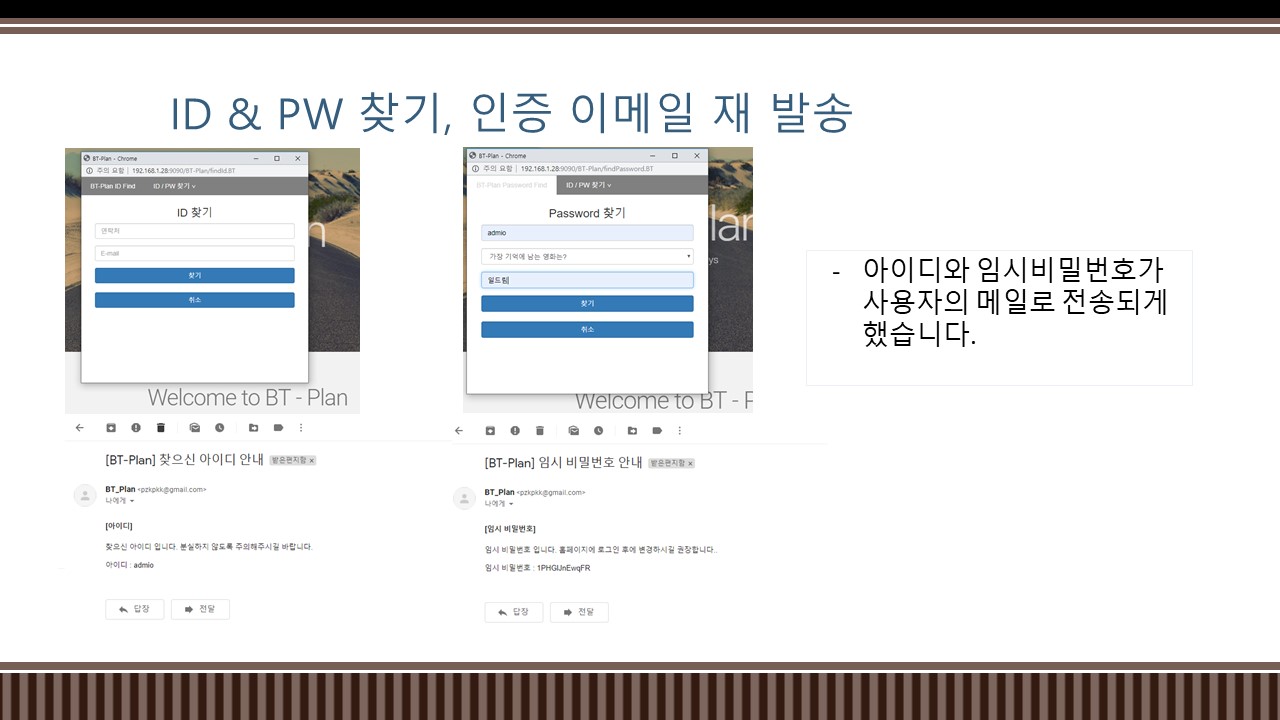 ID & PW 찾기, 인증 이메일 재 발송
BT-Plan - Chrome
주의 요함 | 192.168.1.28:9090/BT-Plan/findId.BT
BT-Plan ID Find ID / PW 찾기
ID 찾기
연락처
E-mail
찾기
취소
Welcome to BT - Plan
BT-Plan - Chrome
주의 요함 | 192.168.1.28:9090/BT-Plan/findPassword.BT
BT-Plan Password Find ID / PW 찾기
Password 찾기
admio
가장 기억에 남는 영화는?
일드림
찾기
취소
lan
ys
Welcome to BT - P
- 아이디와 임시비밀번호가
사용자의 메일로 전송되게
했습니다.
[BT-Plan] 찾으신 아이디 안내 받은편지함 x
BT_Plan <pzkpkk@gmail.com>
나에게
[아이디]
찾으신 아이디 입니다. 분실하지 않도록 주의해주시길 바랍니다.
아이디 : admio
답장 전달
[BT-Plan] 임시 비밀번호 안내 받은편지함 x
BT_Plan <pzkpkk@gmail.com>
나에게
[임시 비밀번호]
임시 비밀번호 입니다. 홈페이지에 로그인 후에 변경하시길 권장합니다..
임시 비밀번호 : 1PHGIJnEwqFR
답장 전달